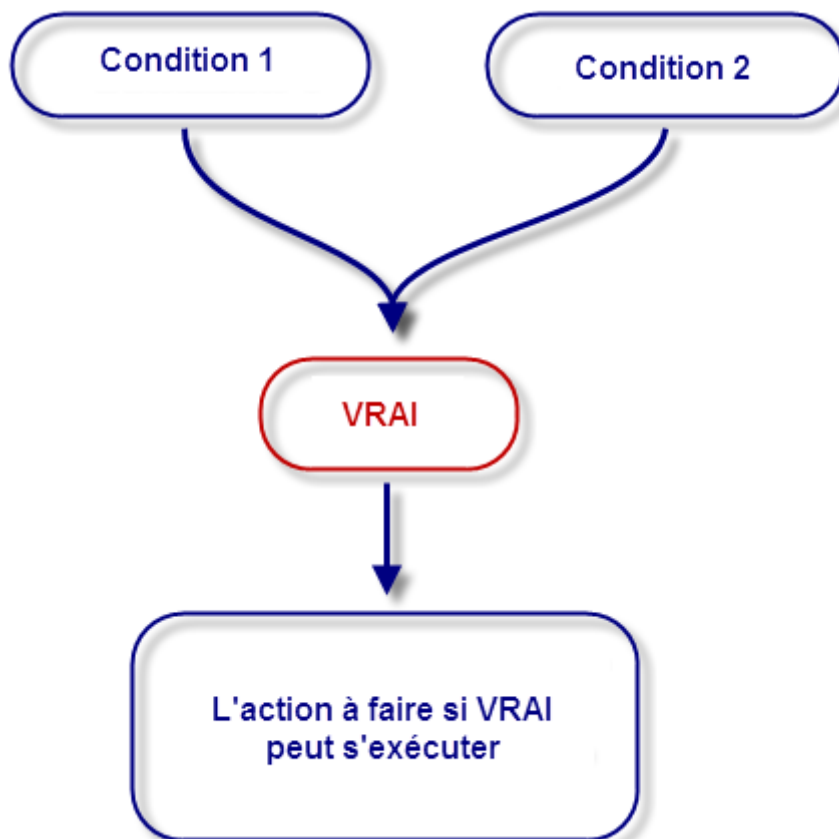 Condition 1
Condition 2
VRAI
L'action à faire si VRAI
peut s'exécuter